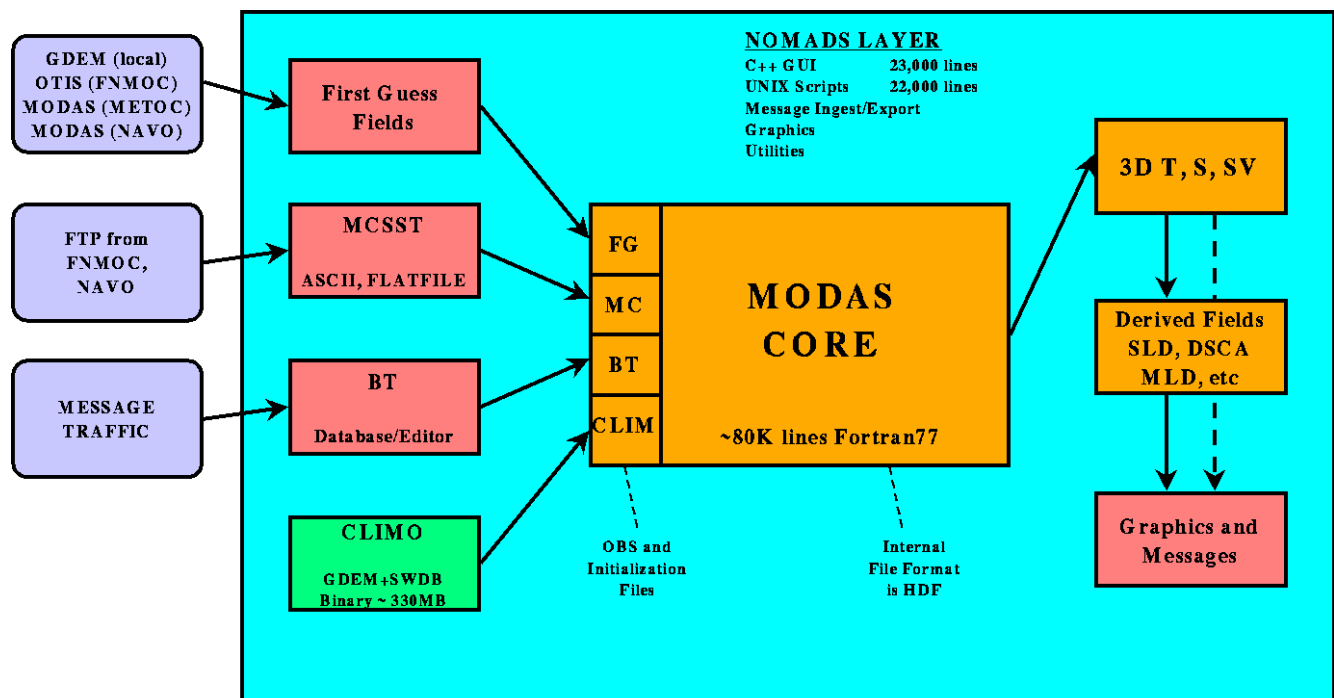 GDEM (local)
OTIS (FNMOC)
MODAS (METOC)
MODAS (NAVO)
FTP from
FNMOC,
NAVO
MESSAGE
TRAFFIC
First Guess
Fields
MCSST
ASCII, FLATFILE
BT
Database/Editor
CLIMO
GDEM+SWDB
Binary ~ 330MB
NOMADS LAYER
C++ GUI 23,000 lines
UNIX Scripts 22,000 lines
Message Ingest/Export
Graphics
Utilities
FG
MC
BT
CLIM
MODAS
CORE
~80K lines Fortran77
OBS and
Initialization
Files
Internal
File Format
is HDF
3D T, S, SV
Derived Fields
SLD, DSCA
MLD, etc
Graphics and
Messages